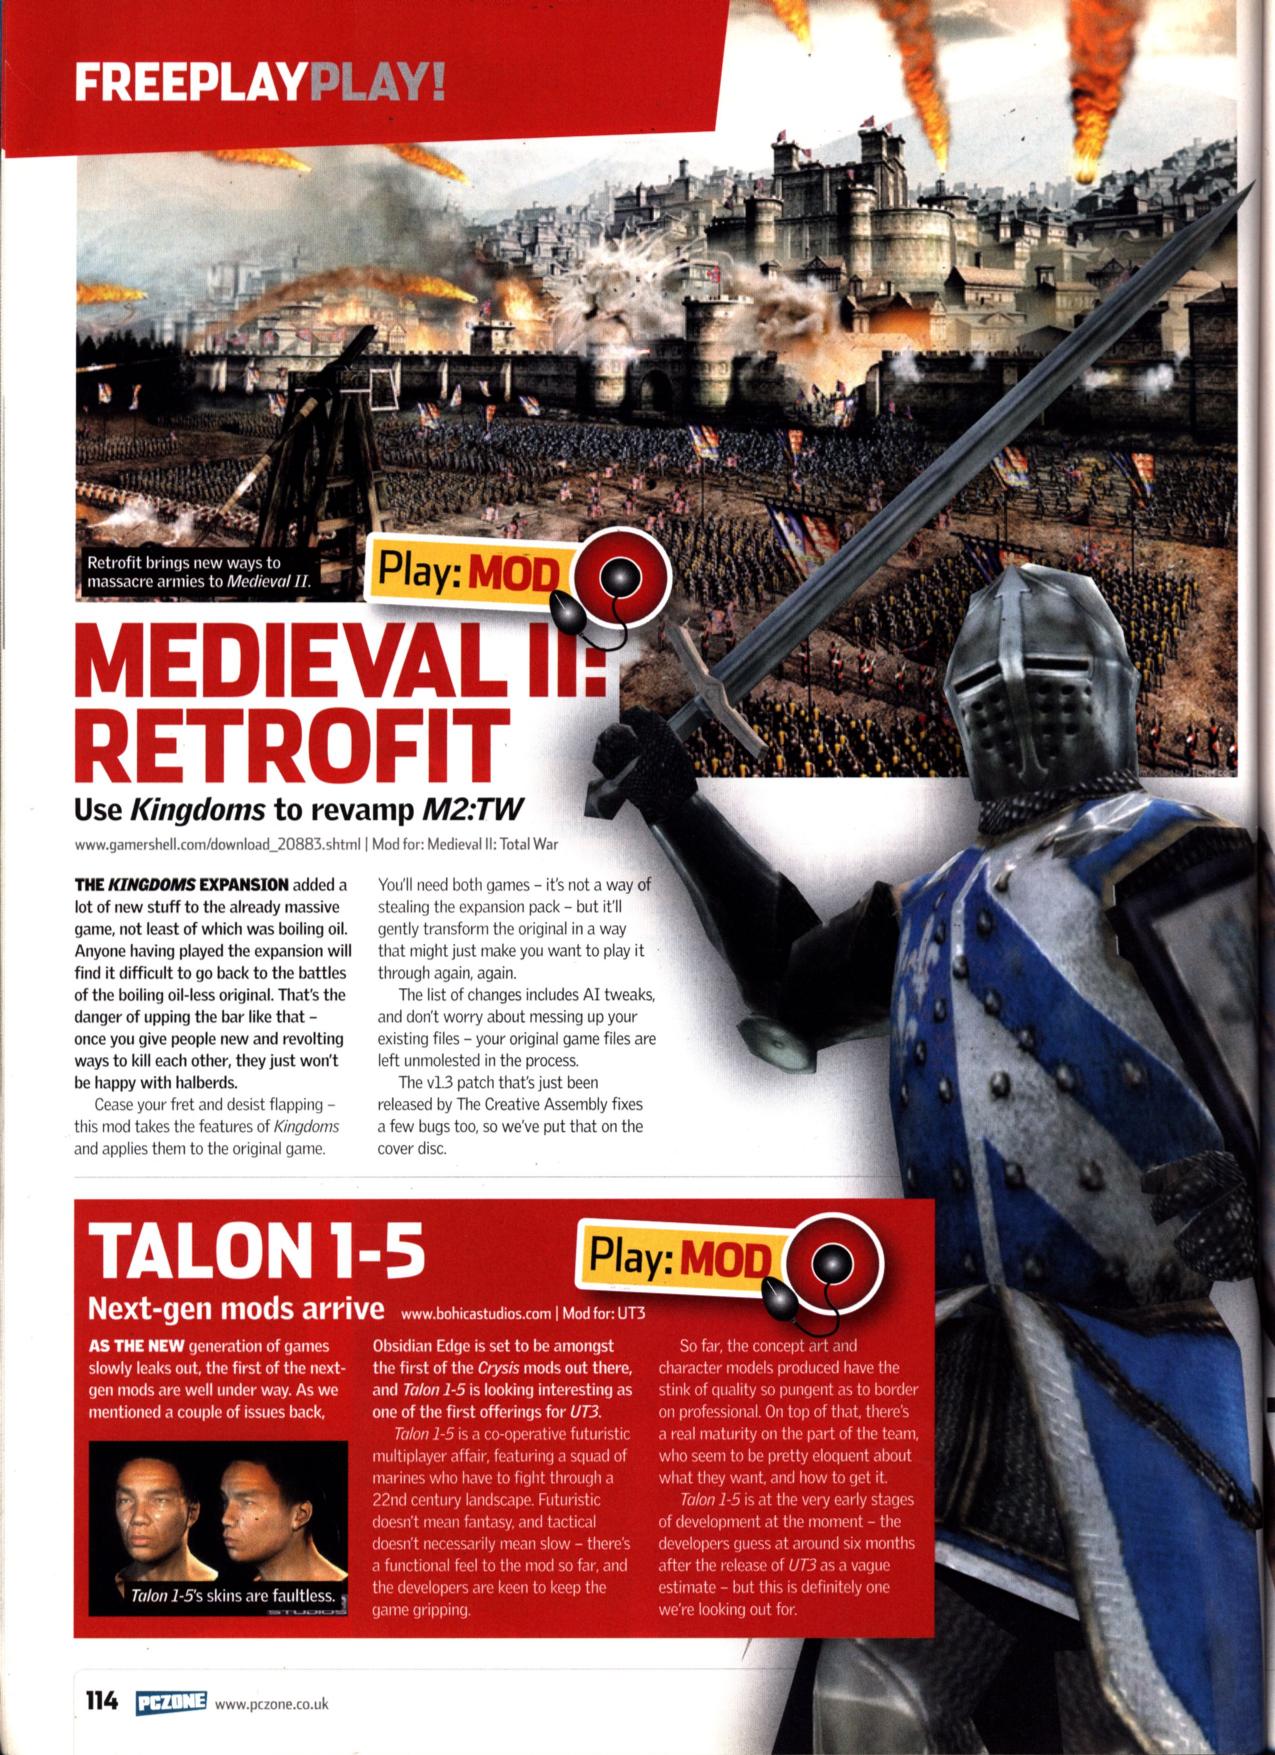 FREEPLAYPLAY!
Retrofit brings new ways to
massacre armies to Medieval II.
Play: MOD
MEDIEVAL II:
RETROFIT
Use Kingdoms to revamp M2:TW
www.gamershell.com/download_20883.shtml | Mod for: Medieval II: Total War
THE KINGDOMS EXPANSION added a
lot of new stuff to the already massive
game, not least of which was boiling oil.
Anyone having played the expansion will
find it difficult to go back to the battles
of the boiling oil-less original. That's the
danger of upping the bar like that –
once you give people new and revolting
ways to kill each other, they just won't
be happy with halberds.
Cease your fret and desist flapping –
this mod takes the features of Kingdoms
and applies them to the original game.
You'll need both games – it's not a way of
stealing the expansion pack – but it'll
gently transform the original in a way
that might just make you want to play it
through again, again.
The list of changes includes AI tweaks,
and don't worry about messing up your
existing files – your original game files are
left unmolested in the process.
The v1.3 patch that's just been
released by The Creative Assembly fixes
a few bugs too, so we've put that on the
cover disc.
TALON 1-5
Play: MOD
Next-gen mods arrive
www.bohicastudios.com | Mod for: UT3
AS THE NEW generation of games
slowly leaks out, the first of the next-
gen mods are well under way. As we
mentioned a couple of issues back,
Talon 1-5's skins are faultless.
STUDIOS
Obsidian Edge is set to be amongst
the first of the Crysis mods out there,
and Talon 1-5 is looking interesting as
one of the first offerings for UT3.
Talon 1-5 is a co-operative futuristic
multiplayer affair, featuring a squad of
marines who have to fight through a
22nd century landscape. Futuristic
doesn't mean fantasy, and tactical
doesn't necessarily mean slow – there's
a functional feel to the mod so far, and
the developers are keen to keep the
game gripping.
So far, the concept art and
character models produced have the
stink of quality so pungent as to border
on professional. On top of that, there's
a real maturity on the part of the team,
who seem to be pretty eloquent about
what they want, and how to get it.
Talon 1-5 is at the very early stages
of development at the moment – the
developers guess at around six months
after the release of UT3 as a vague
estimate – but this is definitely one
we're looking out for.
114 PCZONE www.pczone.co.uk